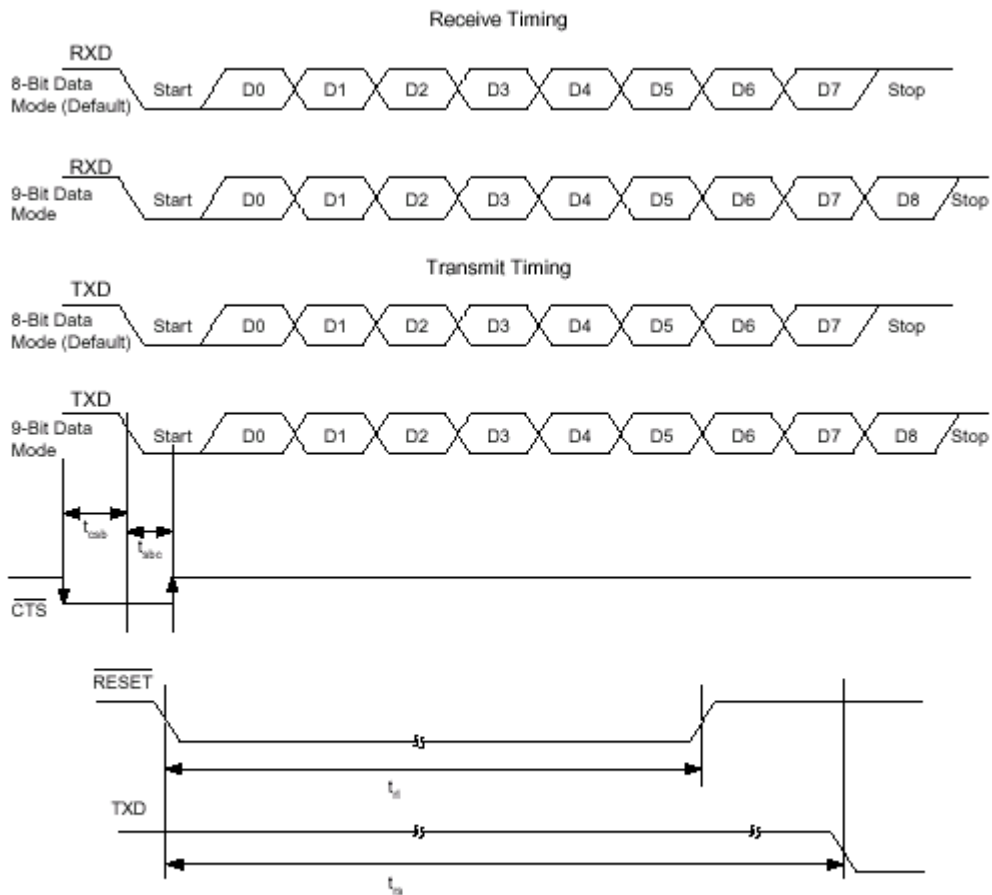 Receive Timing
RXD
8-Bit Data
Mode (Default)
Start D0 D1 D2 D3 D4 D5 D6 D7 Stop
RXD
9-Bit Data
Mode
Start D0 D1 D2 D3 D4 D5 D6 D7 D8 Stop
Transmit Timing
TXD
8-Bit Data
Mode (Default)
Start D0 D1 D2 D3 D4 D5 D6 D7 Stop
TXD
9-Bit Data
Mode
Start D0 D1 D2 D3 D4 D5 D6 D7 D8 Stop
tcsb
tsbc
CTS
RESET
trl
TXD